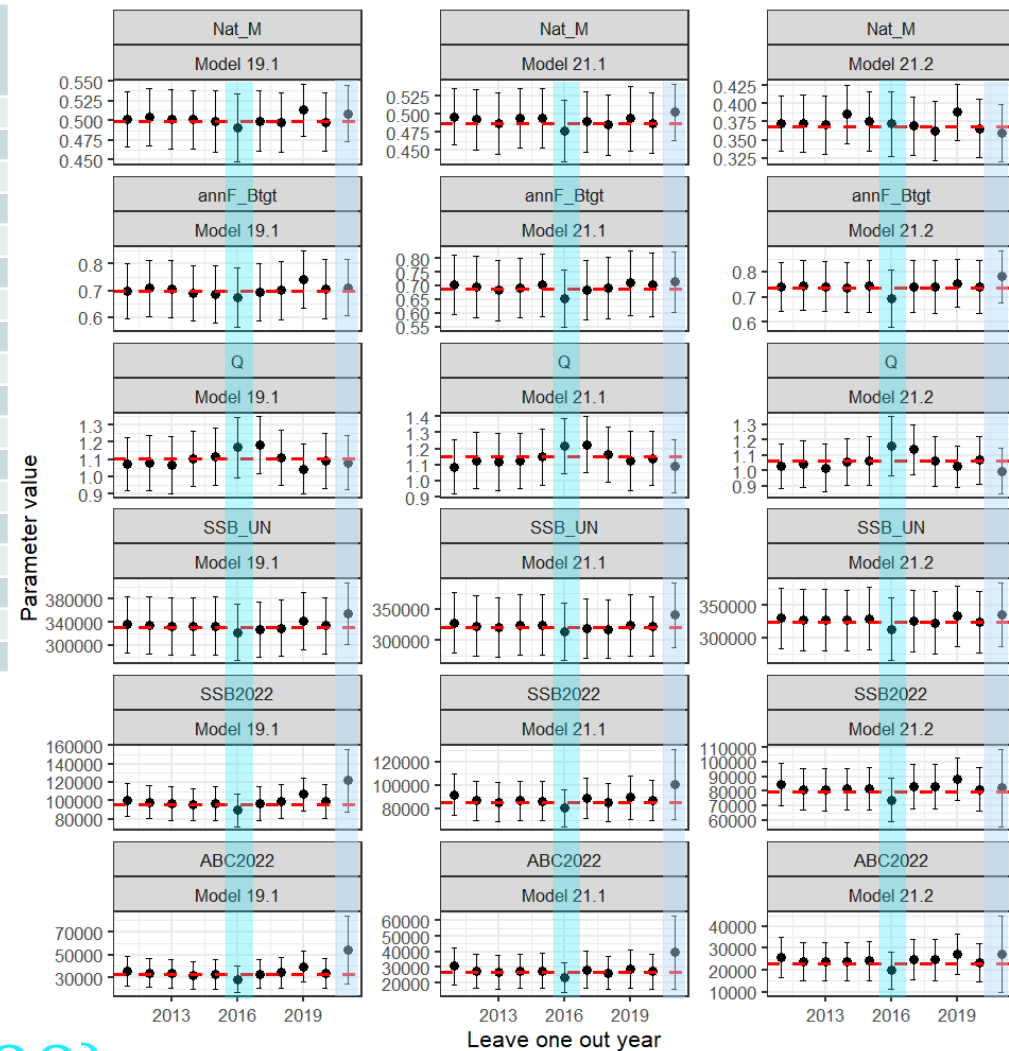 Nat_M Nat_M Nat_M
Model 19.1 Model 21.1 Model 21.2
0.550 0.525 0.500 0.475 0.450
0.525 0.500 0.475 0.450
0.425 0.400 0.375 0.350 0.325
annF_Btgt annF_Btgt annF_Btgt
Model 19.1 Model 21.1 Model 21.2
0.8 0.7 0.6
0.80 0.75 0.70 0.65 0.60 0.55
0.8 0.7 0.6
Q Q Q
Model 19.1 Model 21.1 Model 21.2
1.3 1.2 1.1 1.0 0.9
1.4 1.3 1.2 1.1 1.0 0.9
1.3 1.2 1.1 1.0 0.9
Parameter value
SSB_UN SSB_UN SSB_UN
Model 19.1 Model 21.1 Model 21.2
380000 340000 300000
350000 300000
350000 300000
SSB2022 SSB2022 SSB2022
Model 19.1 Model 21.1 Model 21.2
160000 140000 120000 100000 80000
120000 100000 80000
110000 100000 90000 80000 70000 60000
ABC2022 ABC2022 ABC2022
Model 19.1 Model 21.1 Model 21.2
70000 50000 30000
60000 50000 40000 30000 20000
40000 30000 20000 10000
2013 2016 2019 2013 2016 2019 2013 2016 2019
Leave one out year